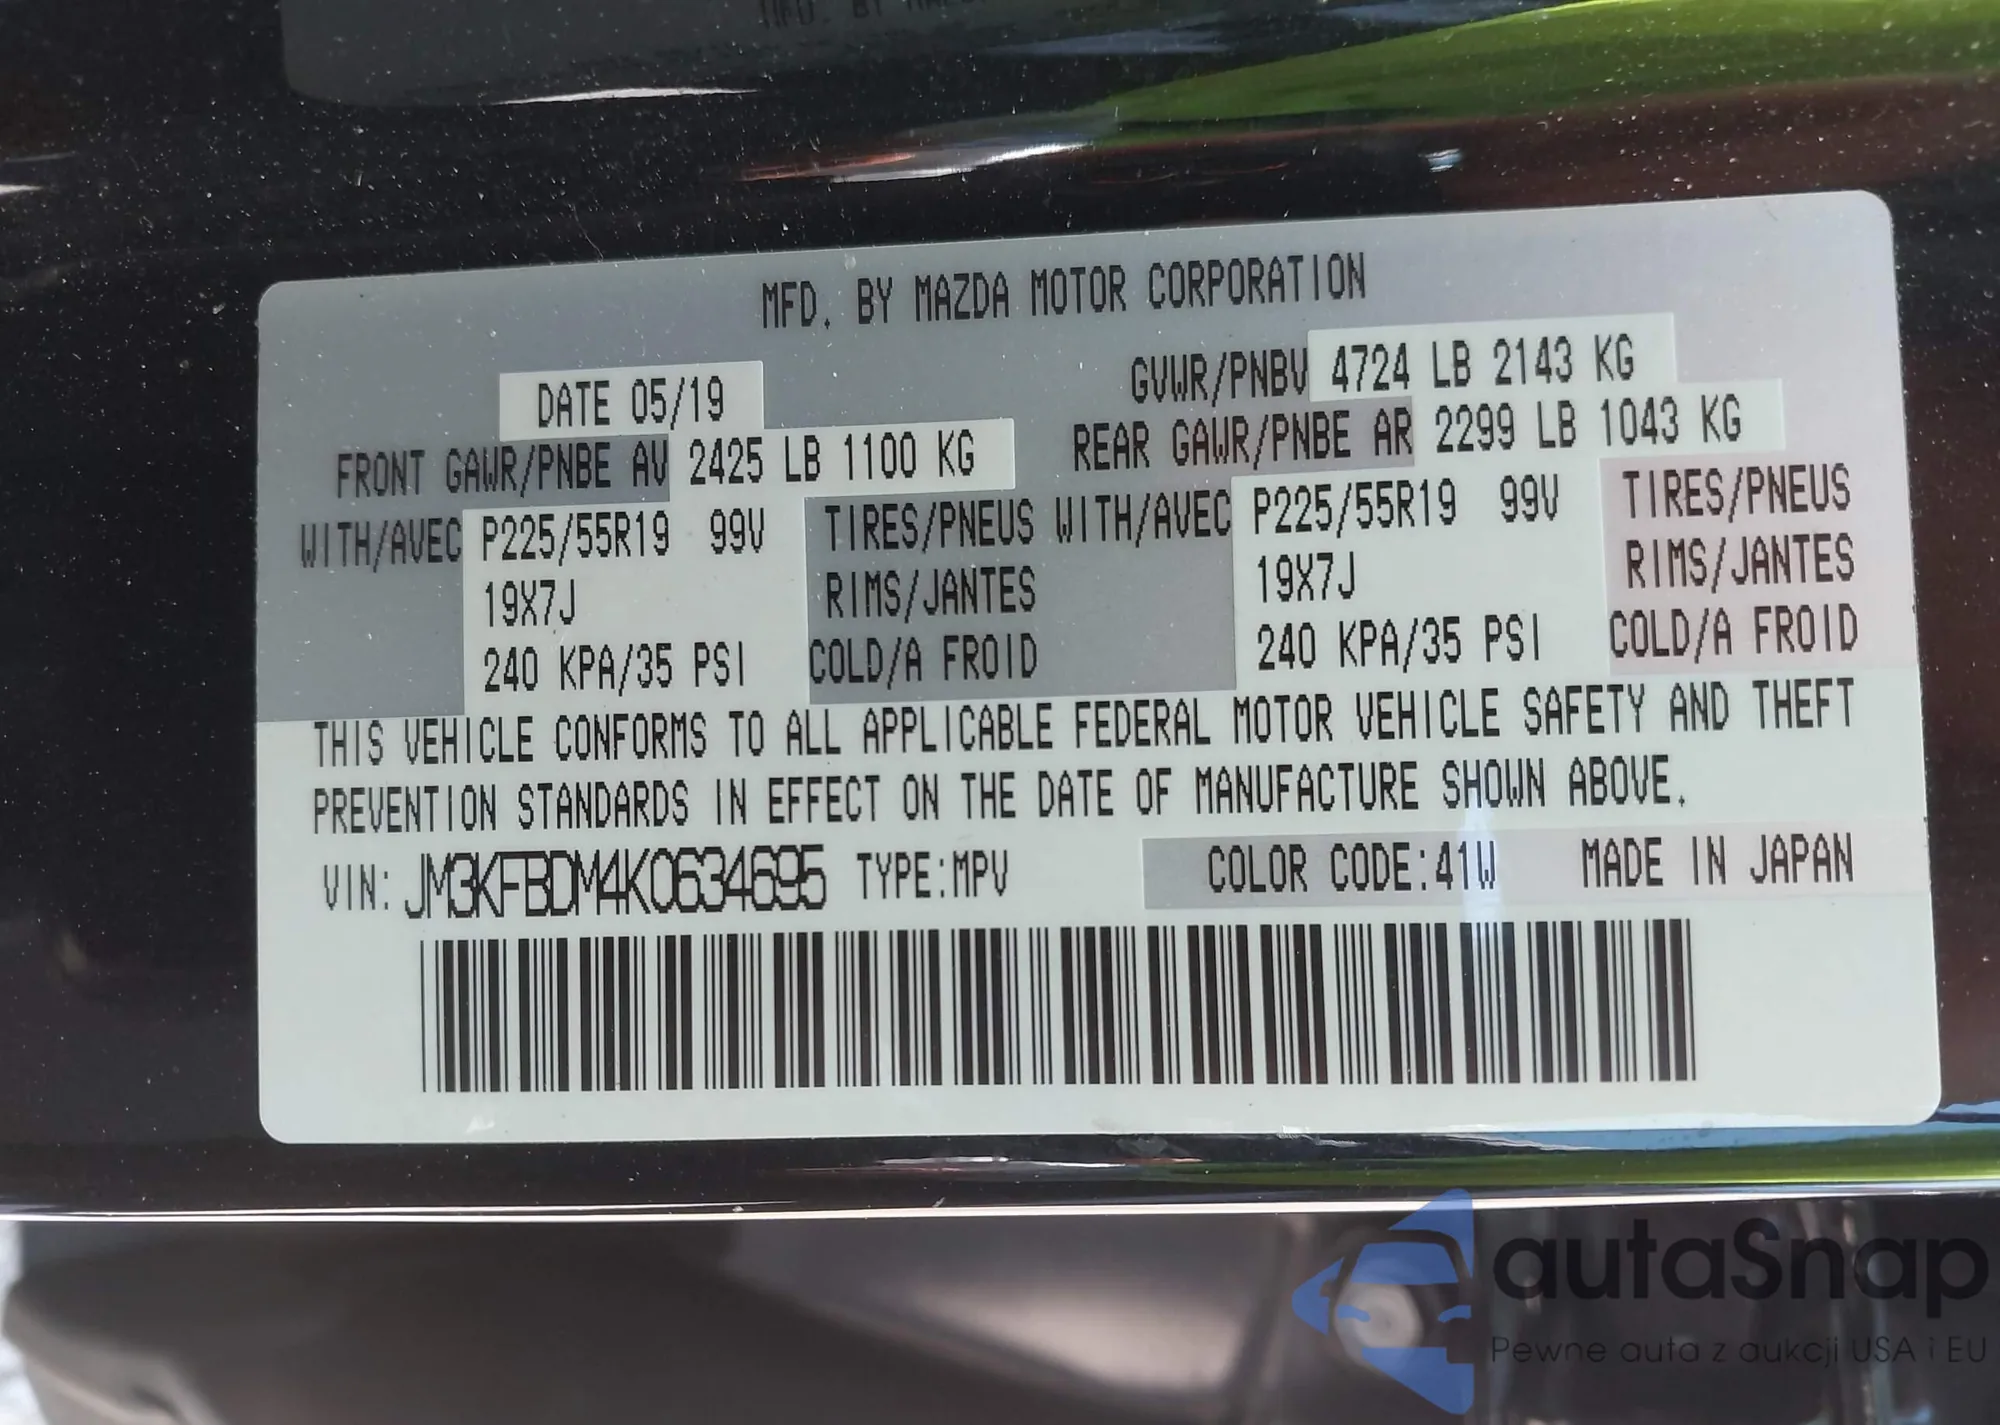 MFD. BY MAZDA MOTOR CORPORATION
DATE 05/19 GVWR/PNBV 4724 LB 2143 KG
FRONT GAWR/PNBE AV 2425 LB 1100 KG REAR GAWR/PNBE AR 2299 LB 1043 KG
WITH/AVEC P225/55R19 99V TIRES/PNEUS WITH/AVEC P225/55R19 99V TIRES/PNEUS
19X7J RIMS/JANTES 19X7J RIMS/JANTES
240 KPA/35 PSI COLD/A FROID 240 KPA/35 PSI COLD/A FROID
THIS VEHICLE CONFORMS TO ALL APPLICABLE FEDERAL MOTOR VEHICLE SAFETY AND THEFT
PREVENTION STANDARDS IN EFFECT ON THE DATE OF MANUFACTURE SHOWN ABOVE.
VIN: JM3KFBDM4K0634695 TYPE:MPV COLOR CODE:41W MADE IN JAPAN
autaSnap
Pewne auta z aukcji USA i EU